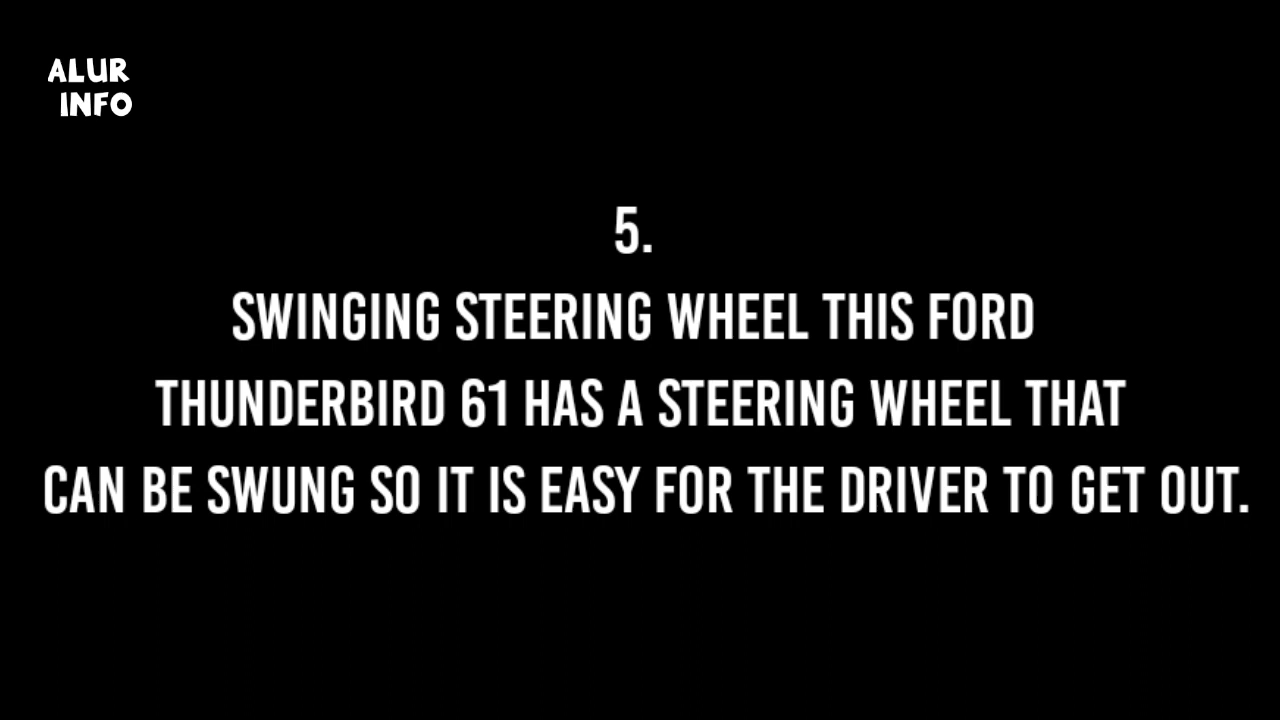 ALUR
INFO
5.
SWINGING STEERING WHEEL THIS FORD
THUNDERBIRD 61 HAS A STEERING WHEEL THAT
CAN BE SWUNG SO IT IS EASY FOR THE DRIVER TO GET OUT.